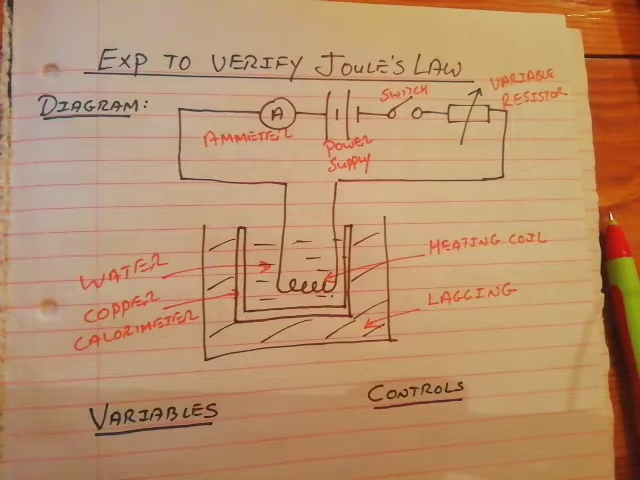 EXP TO VERIFY JOULE'S LAW
DIAGRAM:
A
AMMETER
POWER
SUPPLY
SWITCH
VARIABLE
RESISTOR
WATER
COPPER
CALORIMETER
HEATING COIL
LAGGING
VARIABLES
CONTROLS